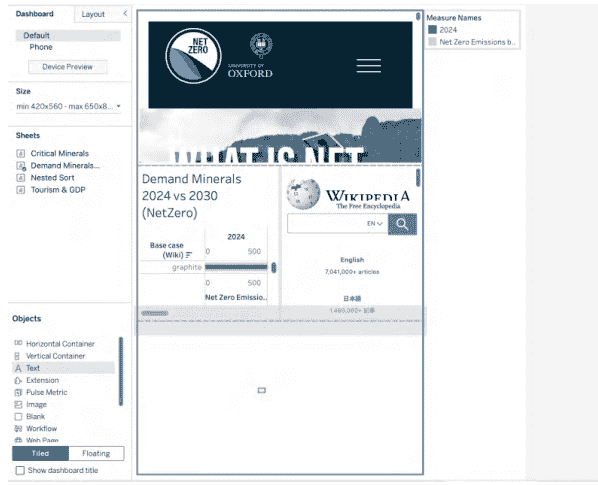 Dashboard
Layout
Default
Phone
Device Preview
Size
min 420x560 - max 650x8...
Sheets
Critical Minerals
Demand Minerals...
Nested Sort
Tourism & GDP
Objects
Horizontal Container
Vertical Container
A Text
Extension
Pulse Metric
Image
Blank
Workflow
Web Page
Tiled
Floating
Show dashboard title
NET
ZERO
UNIVERSITY OF
OXFORD
WHAT IS NET
Demand Minerals
2024 vs 2030
(NetZero)
2024
Base case
(Wiki)
0 500
graphite
0 500
Net Zero Emissio..
WIKIPEDIA
The Free Encyclopedia
EN
English
7,041,000+ articles
日本語
1,485,000+ 記事
Measure Names
2024
Net Zero Emissions b..